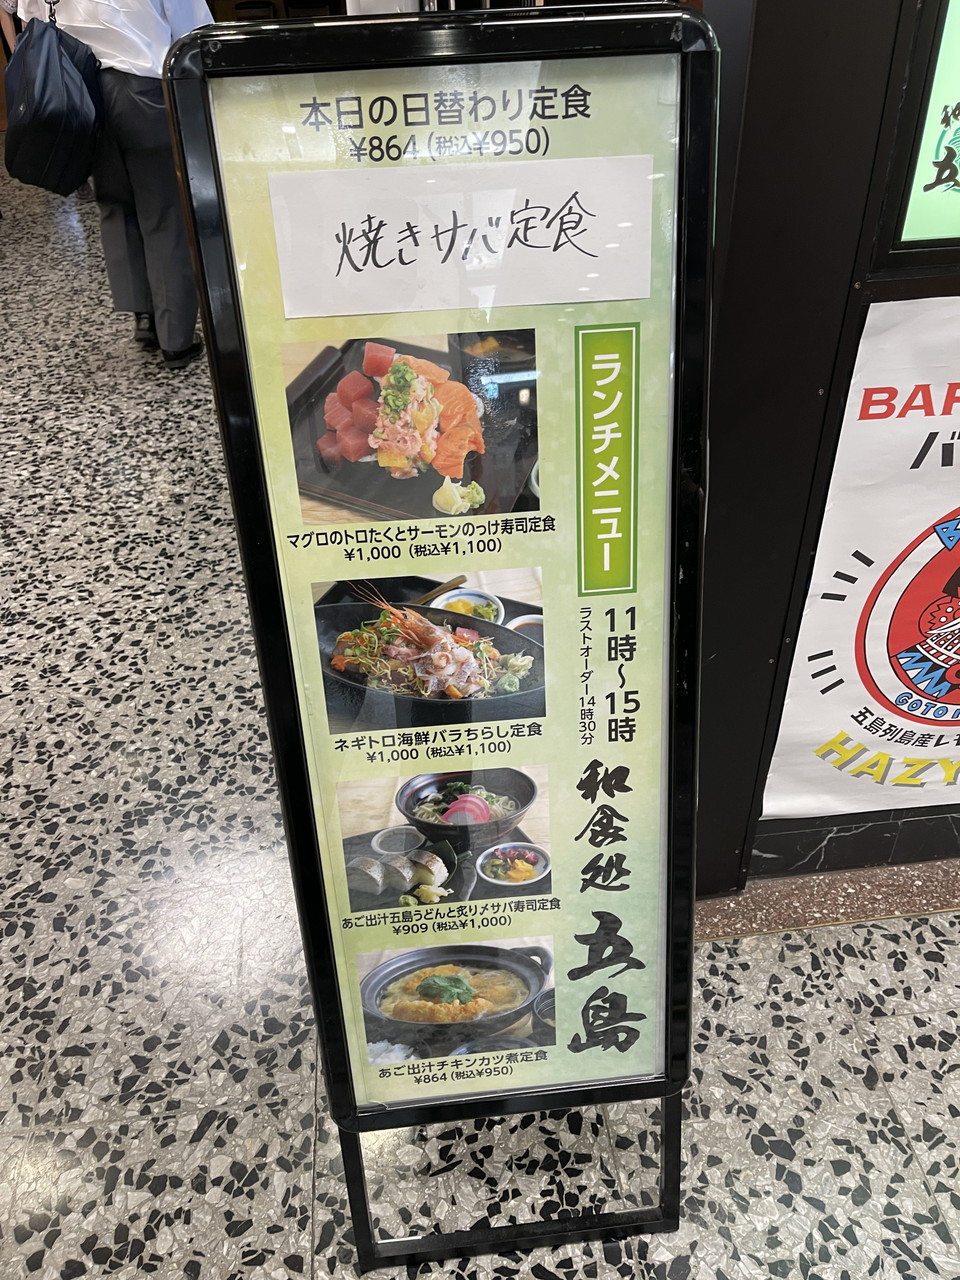 本日の日替わり定食
¥864 (税込¥950)
焼きサバ定食
ランチメニュー
11時～15時
ラストオーダー14時30分
マグロのトロたくとサーモンのっけ寿司定食
¥1,000 (税込¥1,100)
ネギトロ海鮮バラちらし定食
¥1,000 (税込¥1,100)
あご出汁五島うどんと炙り〆サバ寿司定食
¥909 (税込¥1,000)
あご出汁チキンカツ煮定食
¥864 (税込¥950)
和食処
五島
BAR
バ
GOTO
五島列島産レモ
HAZY